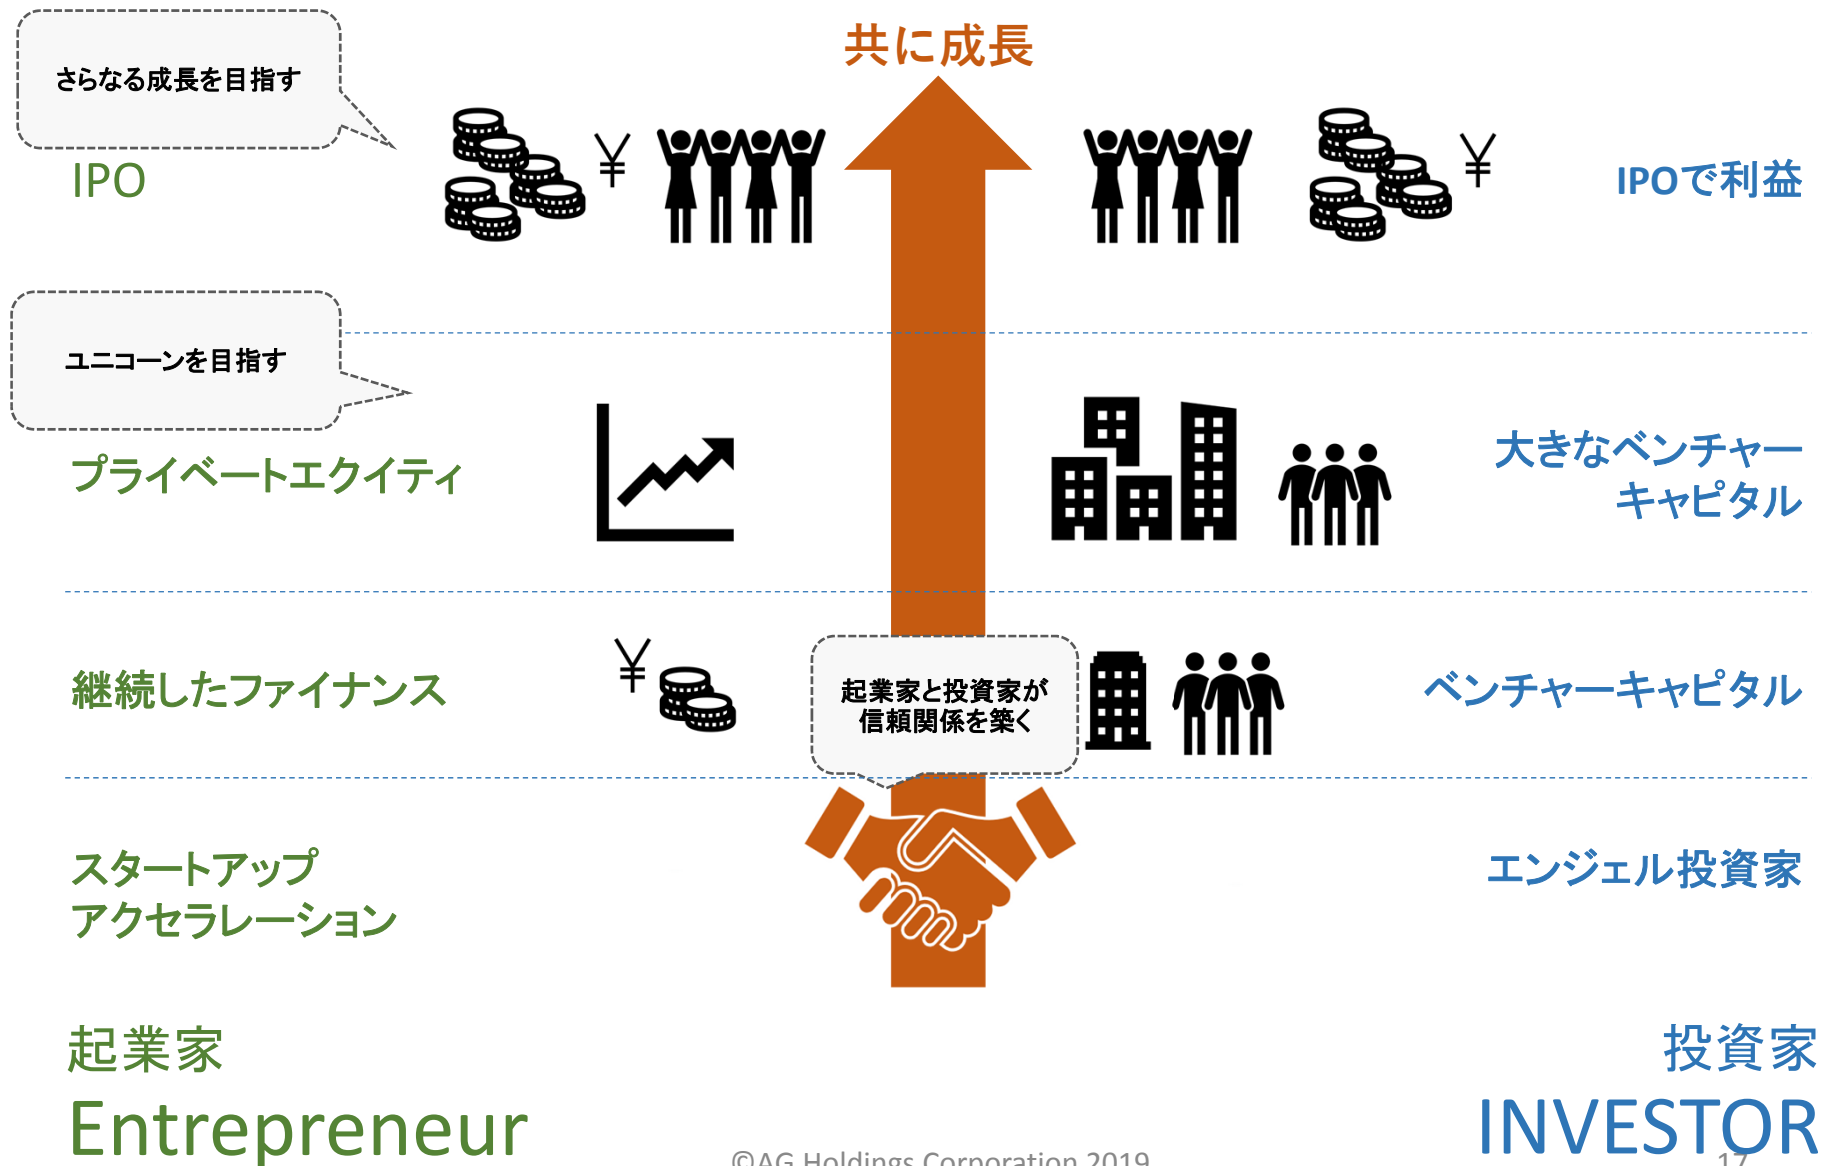 共に成長
さらなる成長を目指す
¥
¥
IPO
IPOで利益
ユニコーンを目指す
プライベートエクイティ
大きなベンチャー
キャピタル
¥
継続したファイナンス
起業家と投資家が
信頼関係を築く
ベンチャーキャピタル
スタートアップ
アクセラレーション
エンジェル投資家
起業家
Entrepreneur
投資家
INVESTOR
©AG Holdings Corporation 2019
17